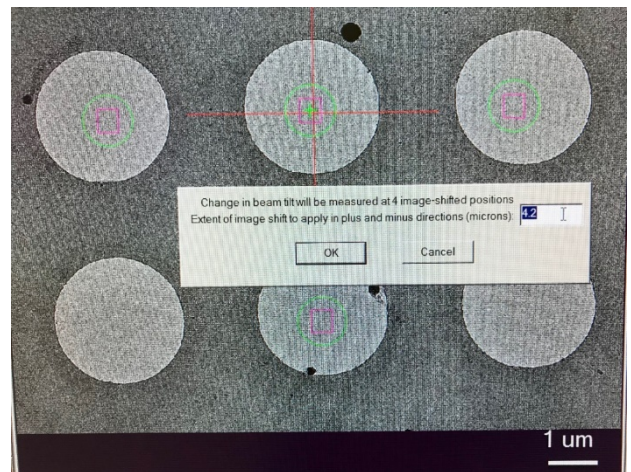 Change in beam tilt will be measured at 4 image-shifted positions
Extent of image shift to apply in plus and minus directions (microns): 4.2
OK Cancel
1 um